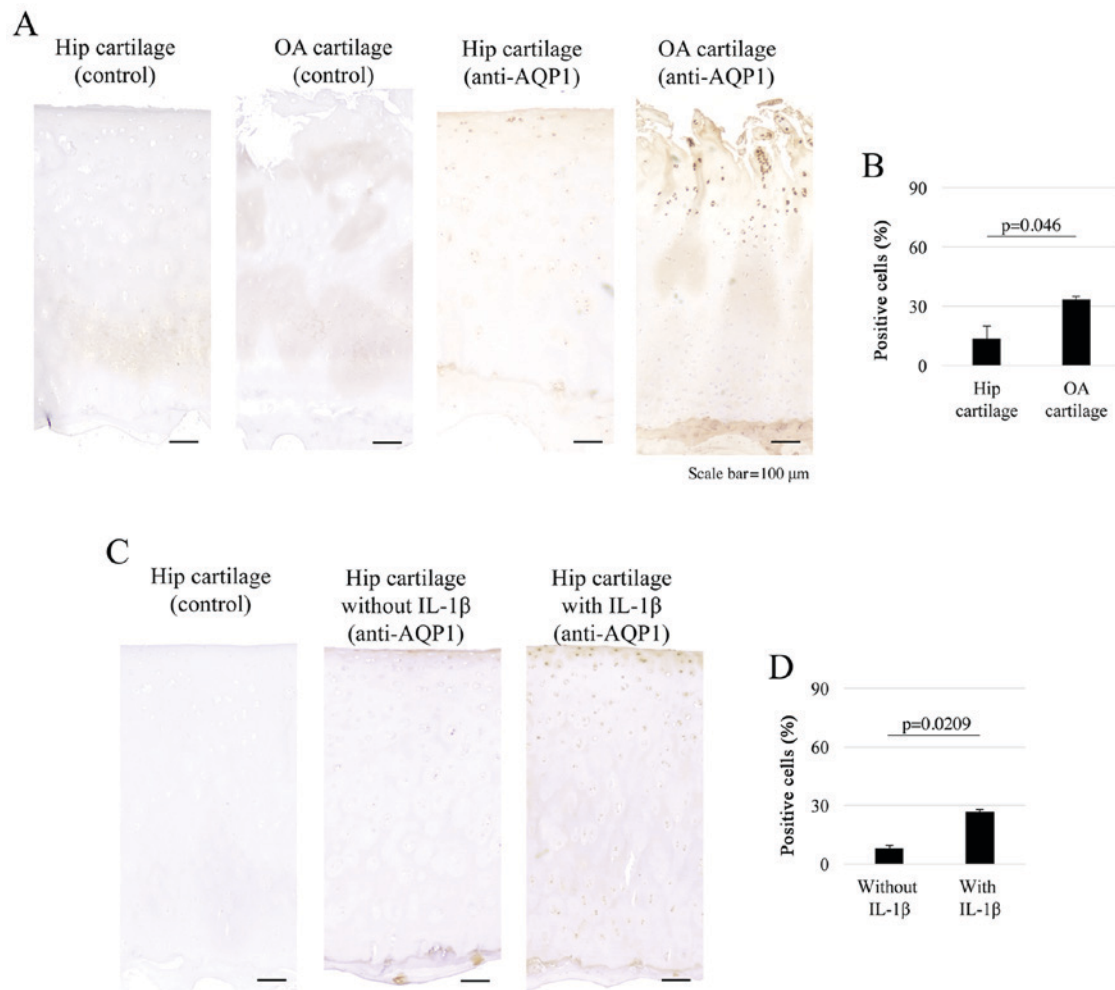 A
Hip cartilage
(control)
OA cartilage
(control)
Hip cartilage
(anti-AQP1)
OA cartilage
(anti-AQP1)
Scale bar=100 μm
B
Positive cells (%)
90
60
30
0
p=0.046
Hip
cartilage
OA
cartilage
C
Hip cartilage
(control)
Hip cartilage
without IL-1β
(anti-AQP1)
Hip cartilage
with IL-1β
(anti-AQP1)
D
Positive cells (%)
90
60
30
0
p=0.0209
Without
IL-1β
With
IL-1β